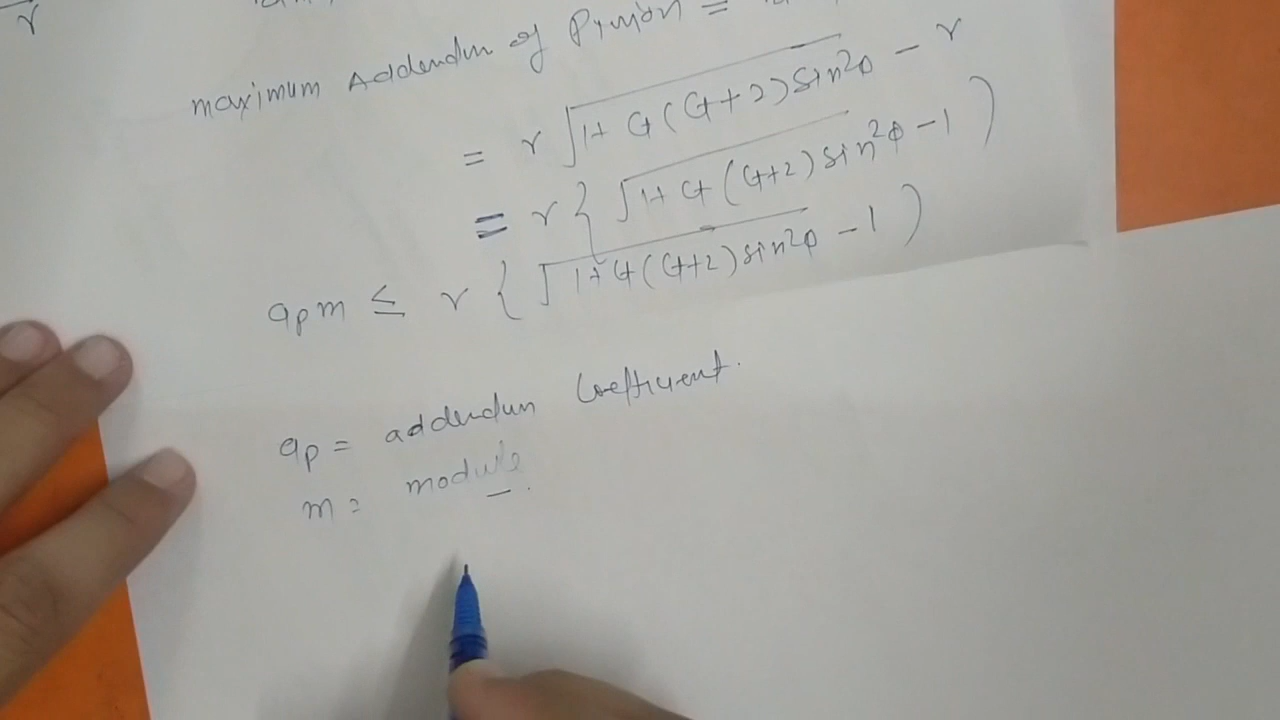 r
maximum Addendum of Pinion =
= r √1+ G(G+2) sin²φ - r
= r { √1+ G (G+2) sin²φ - 1 )
apm ≤ r { √1+ G(G+2) sin²φ - 1 )
ap = addendum Coefficient.
m = module